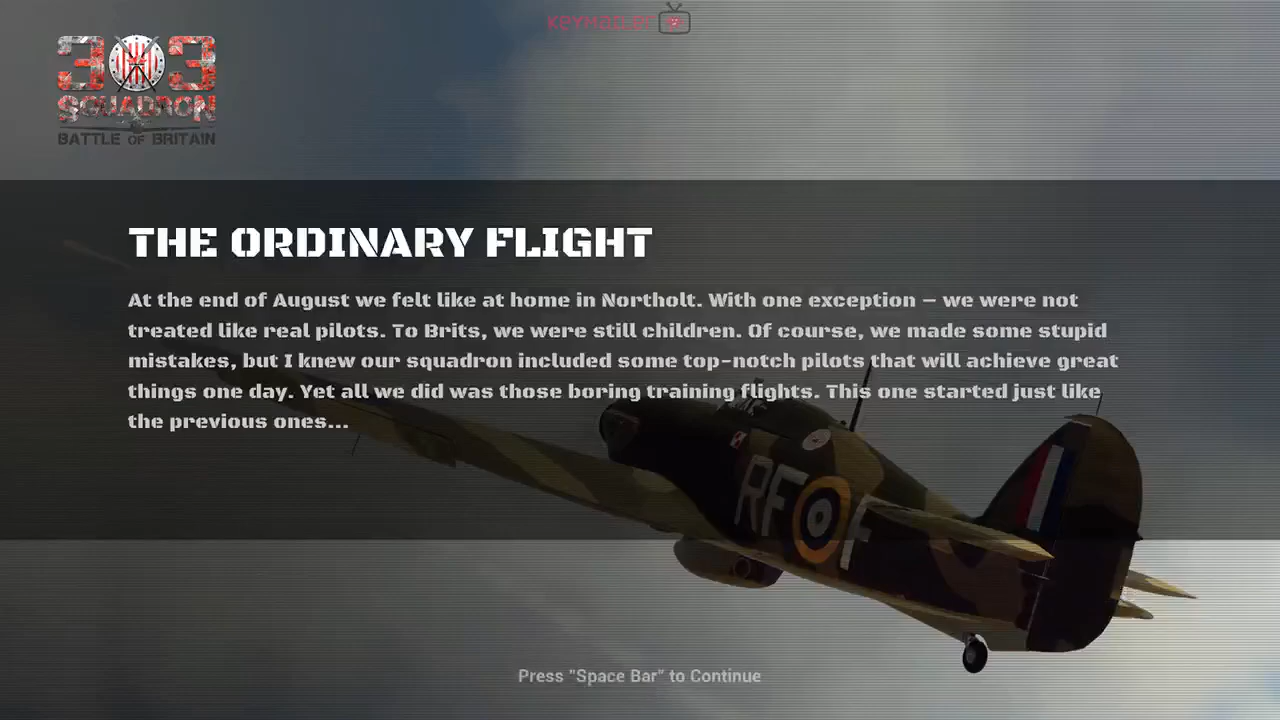 KEYMAILER
303
SQUADRON
BATTLE OF BRITAIN
THE ORDINARY FLIGHT
At the end of August we felt like at home in Northolt. With one exception – we were not
treated like real pilots. To Brits, we were still children. Of course, we made some stupid
mistakes, but I knew our squadron included some top-notch pilots that will achieve great
things one day. Yet all we did was those boring training flights. This one started just like
the previous ones...
RF F
Press "Space Bar" to Continue